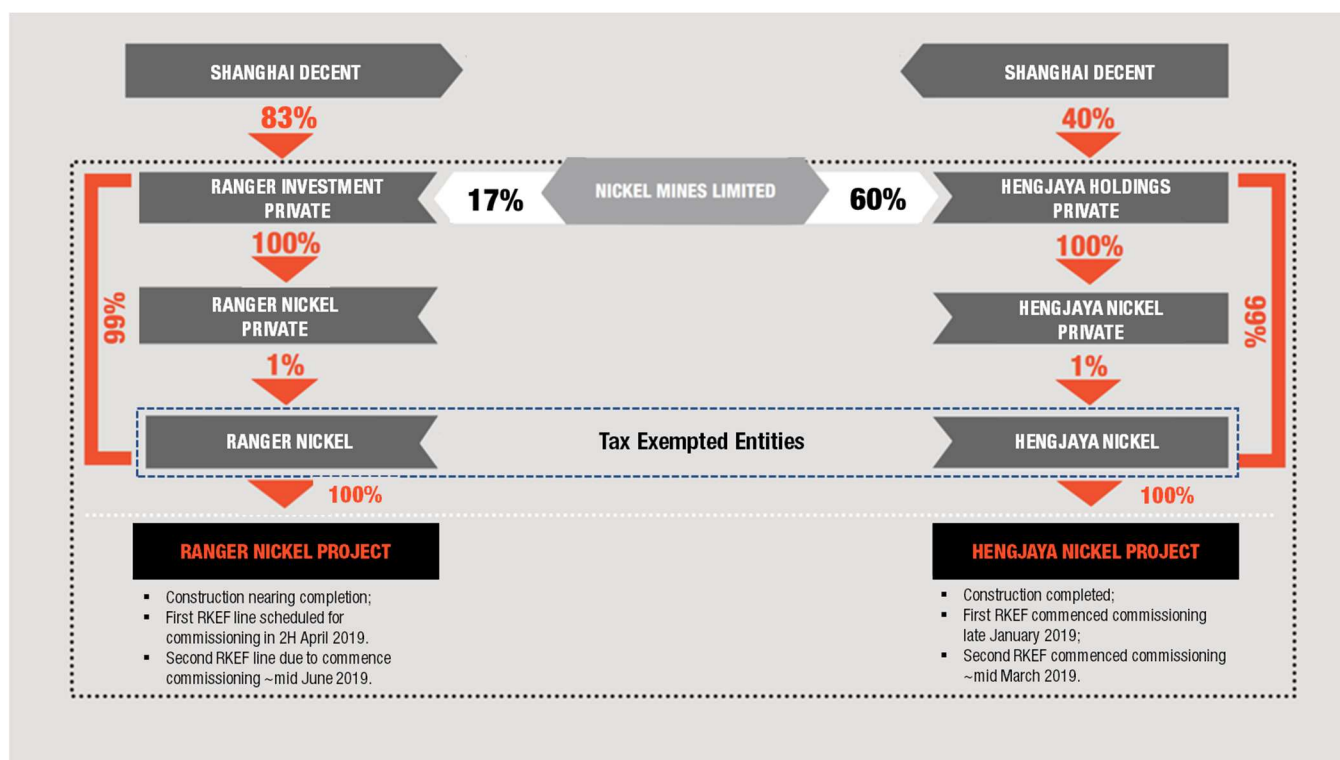 SHANGHAI DECENT
SHANGHAI DECENT
83%
40%
RANGER INVESTMENT
PRIVATE
17%
NICKEL MINES LIMITED
60%
HENGJAYA HOLDINGS
PRIVATE
100%
100%
99%
RANGER NICKEL
PRIVATE
HENGJAYA NICKEL
PRIVATE
99%
1%
1%
RANGER NICKEL
Tax Exempted Entities
HENGJAYA NICKEL
100%
100%
RANGER NICKEL PROJECT
▪ Construction nearing completion;
▪ First RKEF line scheduled for
commissioning in 2H April 2019.
▪ Second RKEF line due to commence
commissioning ~mid June 2019.
HENGJAYA NICKEL PROJECT
▪ Construction completed;
▪ First RKEF commenced commissioning
late January 2019;
▪ Second RKEF commenced commissioning
~mid March 2019.